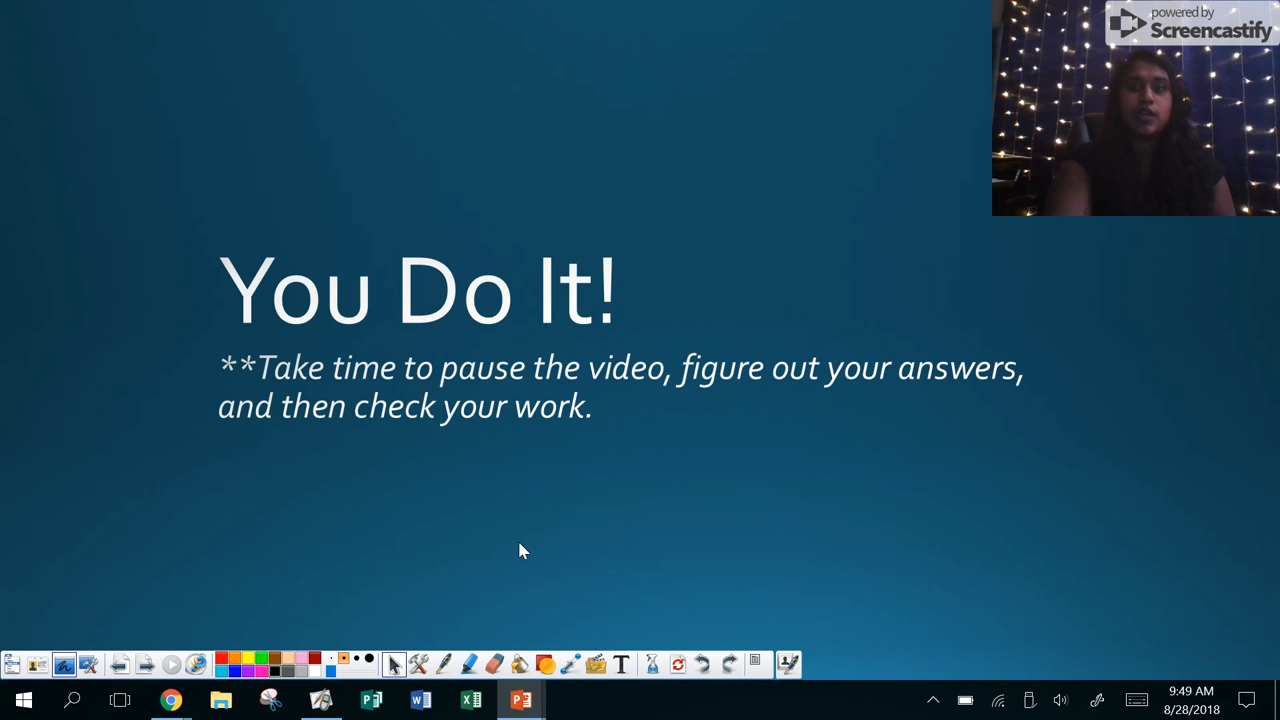 powered by
Screencastify
You Do It!
**Take time to pause the video, figure out your answers,
and then check your work.
T
9:49 AM
8/28/2018